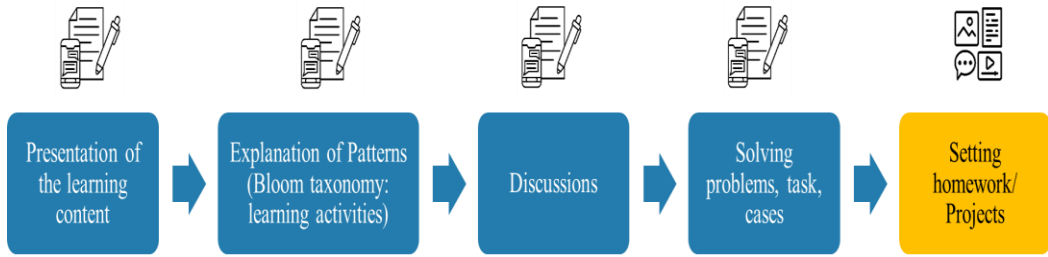 Presentation of
the learning
content
Explanation of Patterns
(Bloom taxonomy:
learning activities)
Discussions
Solving
problems, task,
cases
Setting
homework/
Projects